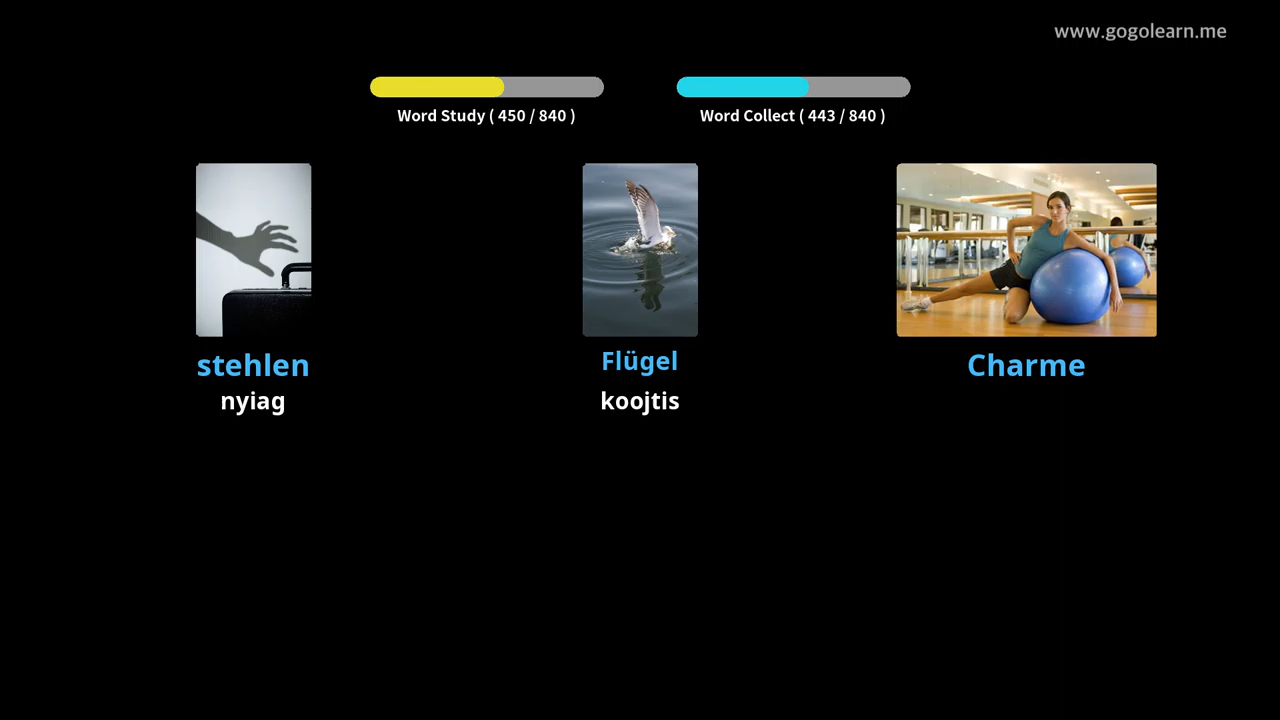 www.gogolearn.me
Word Study ( 450 / 840 )
Word Collect ( 443 / 840 )
stehlen
nyiag
Flügel
koojtis
Charme